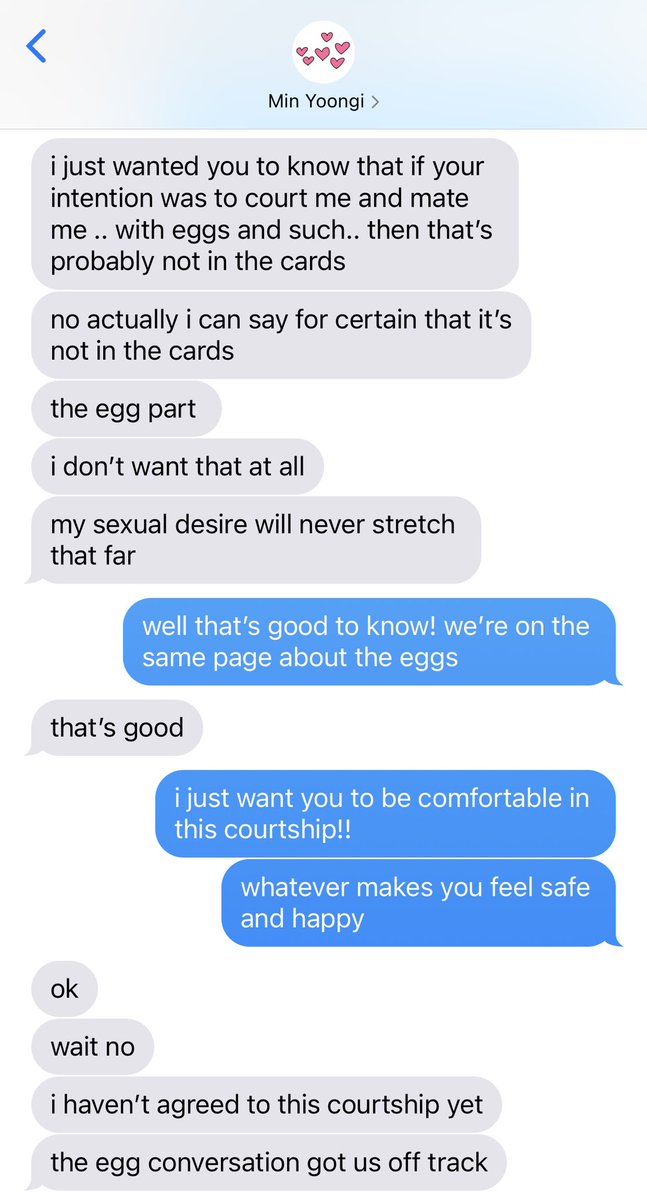 Min Yoongi
i just wanted you to know that if your
intention was to court me and mate
me .. with eggs and such.. then that’s
probably not in the cards
no actually i can say for certain that it’s
not in the cards
the egg part
i don’t want that at all
my sexual desire will never stretch
that far
well that’s good to know! we’re on the
same page about the eggs
that’s good
i just want you to be comfortable in
this courtship!!
whatever makes you feel safe
and happy
ok
wait no
i haven’t agreed to this courtship yet
the egg conversation got us off track